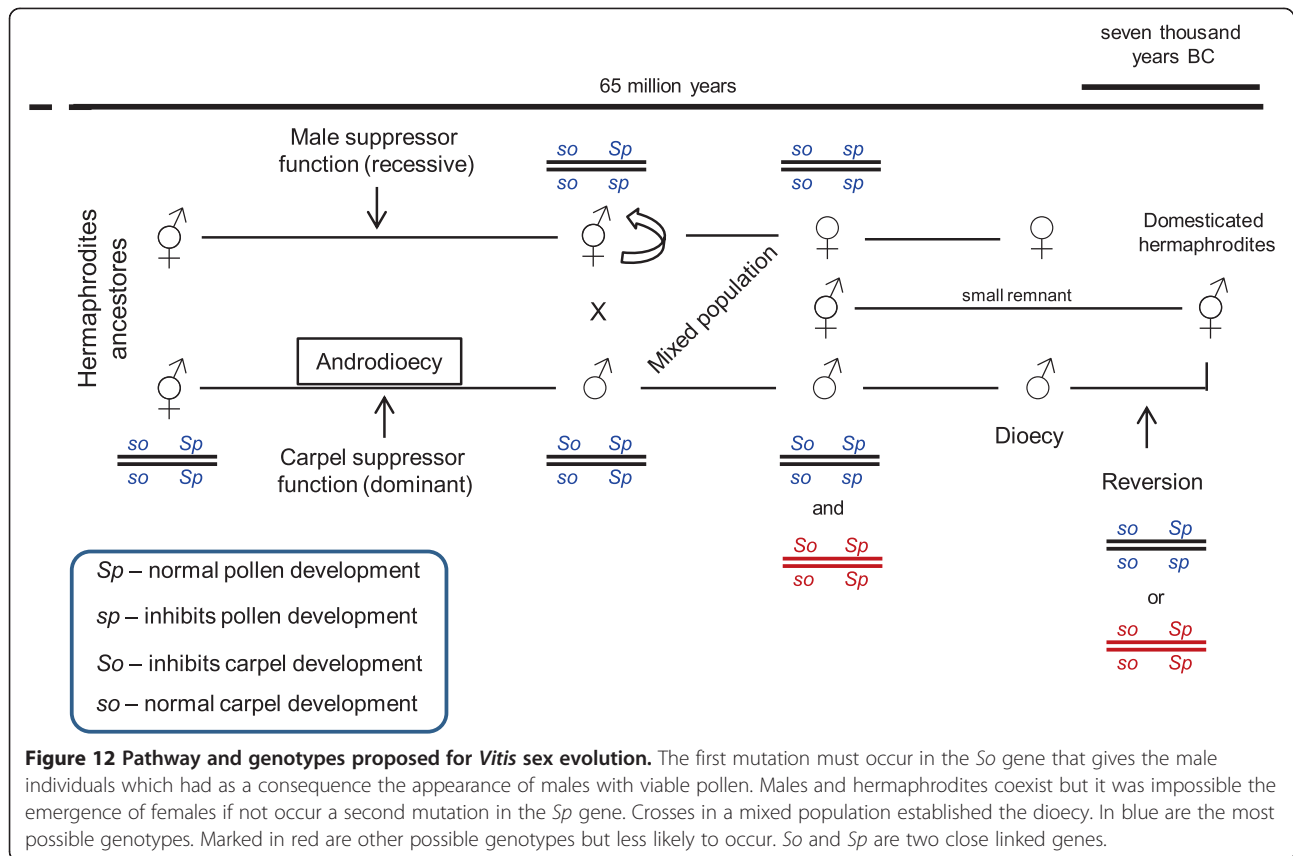 seven thousand
years BC
65 million years
Male suppressor
function (recessive)
so Sp
so sp
so sp
so sp
Hermaphrodites
ancestores
Domesticated
hermaphrodites
small remnant
X
Mixed population
Androdioecy
so Sp
so Sp
Carpel suppressor
function (dominant)
So Sp
so Sp
So Sp
so sp
Dioecy
and
So Sp
so Sp
Reversion
so Sp
so sp
or
so Sp
so Sp
Sp – normal pollen development
sp – inhibits pollen development
So – inhibits carpel development
so – normal carpel development
Figure 12 Pathway and genotypes proposed for Vitis sex evolution. The first mutation must occur in the So gene that gives the male
individuals which had as a consequence the appearance of males with viable pollen. Males and hermaphrodites coexist but it was impossible the
emergence of females if not occur a second mutation in the Sp gene. Crosses in a mixed population established the dioecy. In blue are the most
possible genotypes. Marked in red are other possible genotypes but less likely to occur. So and Sp are two close linked genes.